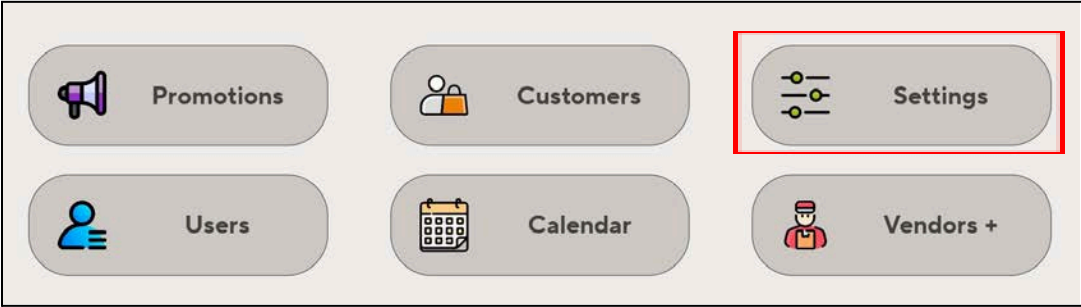 Promotions
Customers
Settings
Users
Calendar
Vendors +